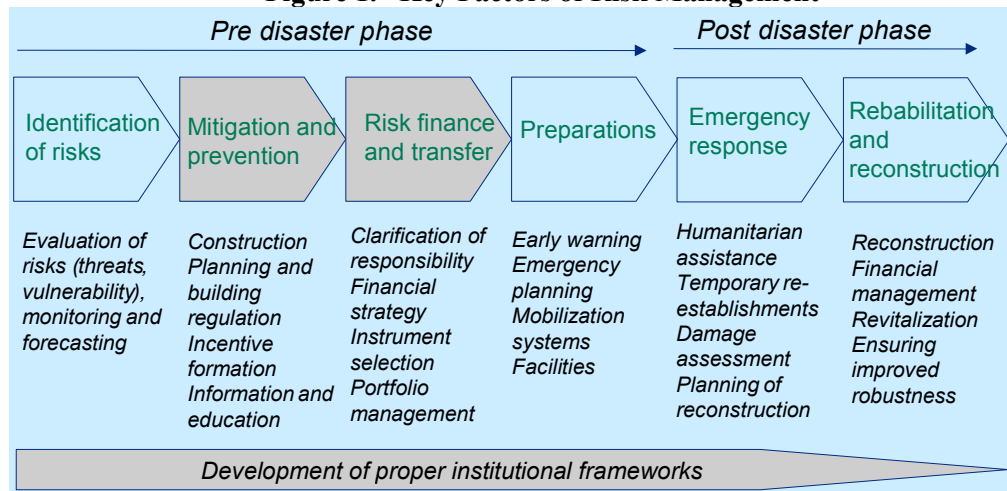 Figure 1. Key Factors of Risk Management
Pre disaster phase
Post disaster phase
Identification
of risks
Mitigation and
prevention
Risk finance
and transfer
Preparations
Emergency
response
Rebabilitation
and
reconstruction
Evaluation of
risks (threats,
vulnerability),
monitoring and
forecasting
Construction
Planning and
building
regulation
Incentive
formation
Information and
education
Clarification of
responsibility
Financial
strategy
Instrument
selection
Portfolio
management
Early warning
Emergency
planning
Mobilization
systems
Facilities
Humanitarian
assistance
Temporary re-
establishments
Damage
assessment
Planning of
reconstruction
Reconstruction
Financial
management
Revitalization
Ensuring
improved
robustness
Development of proper institutional frameworks